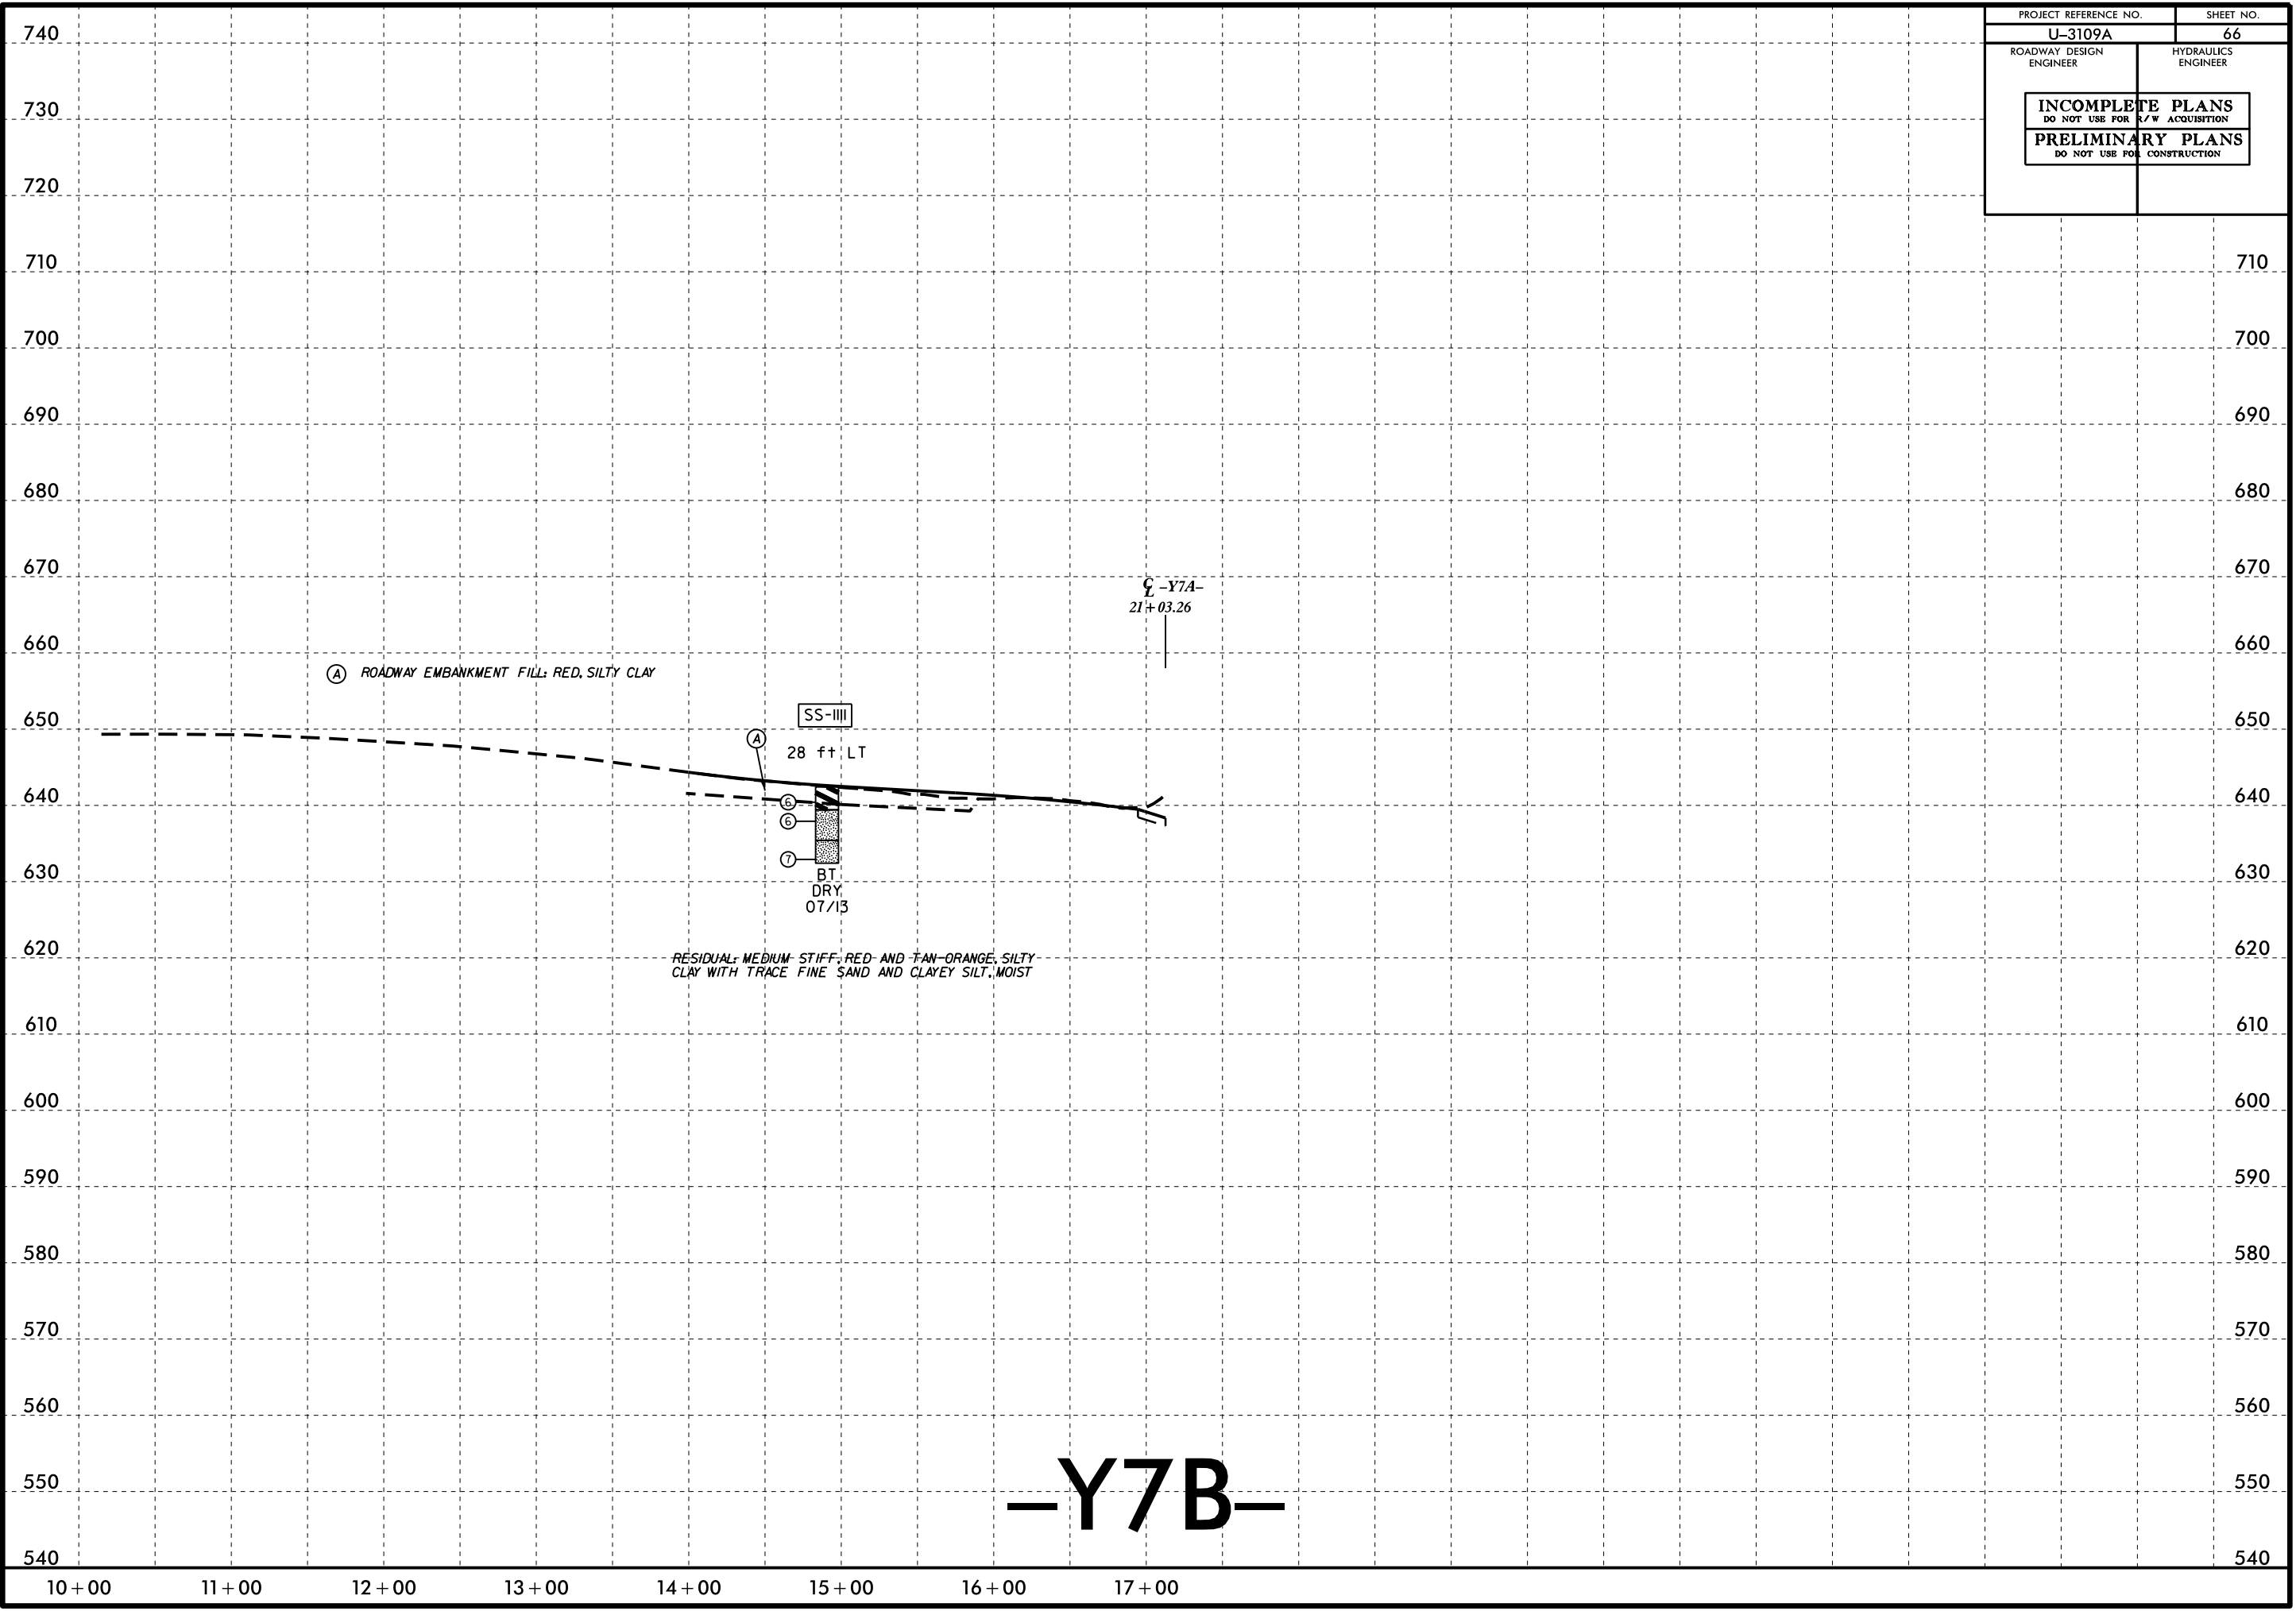 PROJECT REFERENCE NO.
SHEET NO.
U–3109A
66
ROADWAY DESIGN
ENGINEER
HYDRAULICS
ENGINEER
INCOMPLETE PLANS
DO NOT USE FOR R/W ACQUISITION
PRELIMINARY PLANS
DO NOT USE FOR CONSTRUCTION
740
730
720
710 710
700 700
690 690
680 680
670 670
℄ –Y7A–
21+03.26
660 660
A ROADWAY EMBANKMENT FILL: RED, SILTY CLAY
650 650
SS-1111
A
28 ft LT
640 640
6
6
7
630 630
BT
DRY
07/13
620 620
RESIDUAL: MEDIUM STIFF, RED AND TAN-ORANGE, SILTY
CLAY WITH TRACE FINE SAND AND CLAYEY SILT, MOIST
610 610
600 600
590 590
580 580
570 570
560 560
550 550
–Y7B–
540 540
10+00 11+00 12+00 13+00 14+00 15+00 16+00 17+00